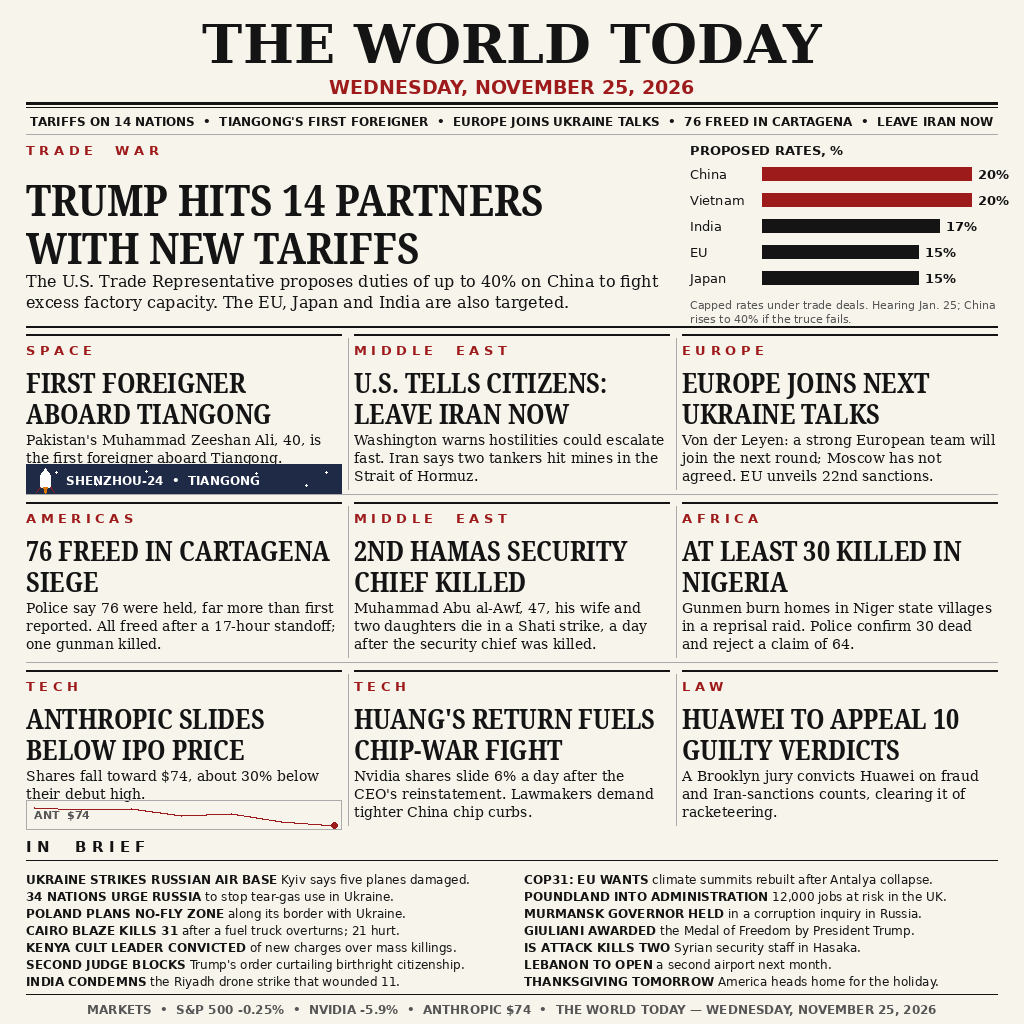 THE WORLD TODAY
WEDNESDAY, NOVEMBER 25, 2026
TARIFFS ON 14 NATIONS • TIANGONG'S FIRST FOREIGNER • EUROPE JOINS UKRAINE TALKS • 76 FREED IN CARTAGENA • LEAVE IRAN NOW
TRADE WAR
TRUMP HITS 14 PARTNERS
WITH NEW TARIFFS
The U.S. Trade Representative proposes duties of up to 40% on China to fight
excess factory capacity. The EU, Japan and India are also targeted.
PROPOSED RATES, %
China 20%
Vietnam 20%
India 17%
EU 15%
Japan 15%
Capped rates under trade deals. Hearing Jan. 25; China
rises to 40% if the truce fails.
SPACE
FIRST FOREIGNER
ABOARD TIANGONG
Pakistan's Muhammad Zeeshan Ali, 40, is
the first foreigner aboard Tiangong.
SHENZHOU-24 • TIANGONG
MIDDLE EAST
U.S. TELLS CITIZENS:
LEAVE IRAN NOW
Washington warns hostilities could escalate
fast. Iran says two tankers hit mines in the
Strait of Hormuz.
EUROPE
EUROPE JOINS NEXT
UKRAINE TALKS
Von der Leyen: a strong European team will
join the next round; Moscow has not
agreed. EU unveils 22nd sanctions.
AMERICAS
76 FREED IN CARTAGENA
SIEGE
Police say 76 were held, far more than first
reported. All freed after a 17-hour standoff;
one gunman killed.
MIDDLE EAST
2ND HAMAS SECURITY
CHIEF KILLED
Muhammad Abu al-Awf, 47, his wife and
two daughters die in a Shati strike, a day
after the security chief was killed.
AFRICA
AT LEAST 30 KILLED IN
NIGERIA
Gunmen burn homes in Niger state villages
in a reprisal raid. Police confirm 30 dead
and reject a claim of 64.
TECH
ANTHROPIC SLIDES
BELOW IPO PRICE
Shares fall toward $74, about 30% below
their debut high.
ANT $74
TECH
HUANG'S RETURN FUELS
CHIP-WAR FIGHT
Nvidia shares slide 6% a day after the
CEO's reinstatement. Lawmakers demand
tighter China chip curbs.
LAW
HUAWEI TO APPEAL 10
GUILTY VERDICTS
A Brooklyn jury convicts Huawei on fraud
and Iran-sanctions counts, clearing it of
racketeering.
IN BRIEF
UKRAINE STRIKES RUSSIAN AIR BASE Kyiv says five planes damaged.
34 NATIONS URGE RUSSIA to stop tear-gas use in Ukraine.
POLAND PLANS NO-FLY ZONE along its border with Ukraine.
CAIRO BLAZE KILLS 31 after a fuel truck overturns; 21 hurt.
KENYA CULT LEADER CONVICTED of new charges over mass killings.
SECOND JUDGE BLOCKS Trump's order curtailing birthright citizenship.
INDIA CONDEMNS the Riyadh drone strike that wounded 11.
COP31: EU WANTS climate summits rebuilt after Antalya collapse.
POUNDLAND INTO ADMINISTRATION 12,000 jobs at risk in the UK.
MURMANSK GOVERNOR HELD in a corruption inquiry in Russia.
GIULIANI AWARDED the Medal of Freedom by President Trump.
IS ATTACK KILLS TWO Syrian security staff in Hasaka.
LEBANON TO OPEN a second airport next month.
THANKSGIVING TOMORROW America heads home for the holiday.
MARKETS • S&P 500 -0.25% • NVIDIA -5.9% • ANTHROPIC $74 • THE WORLD TODAY — WEDNESDAY, NOVEMBER 25, 2026